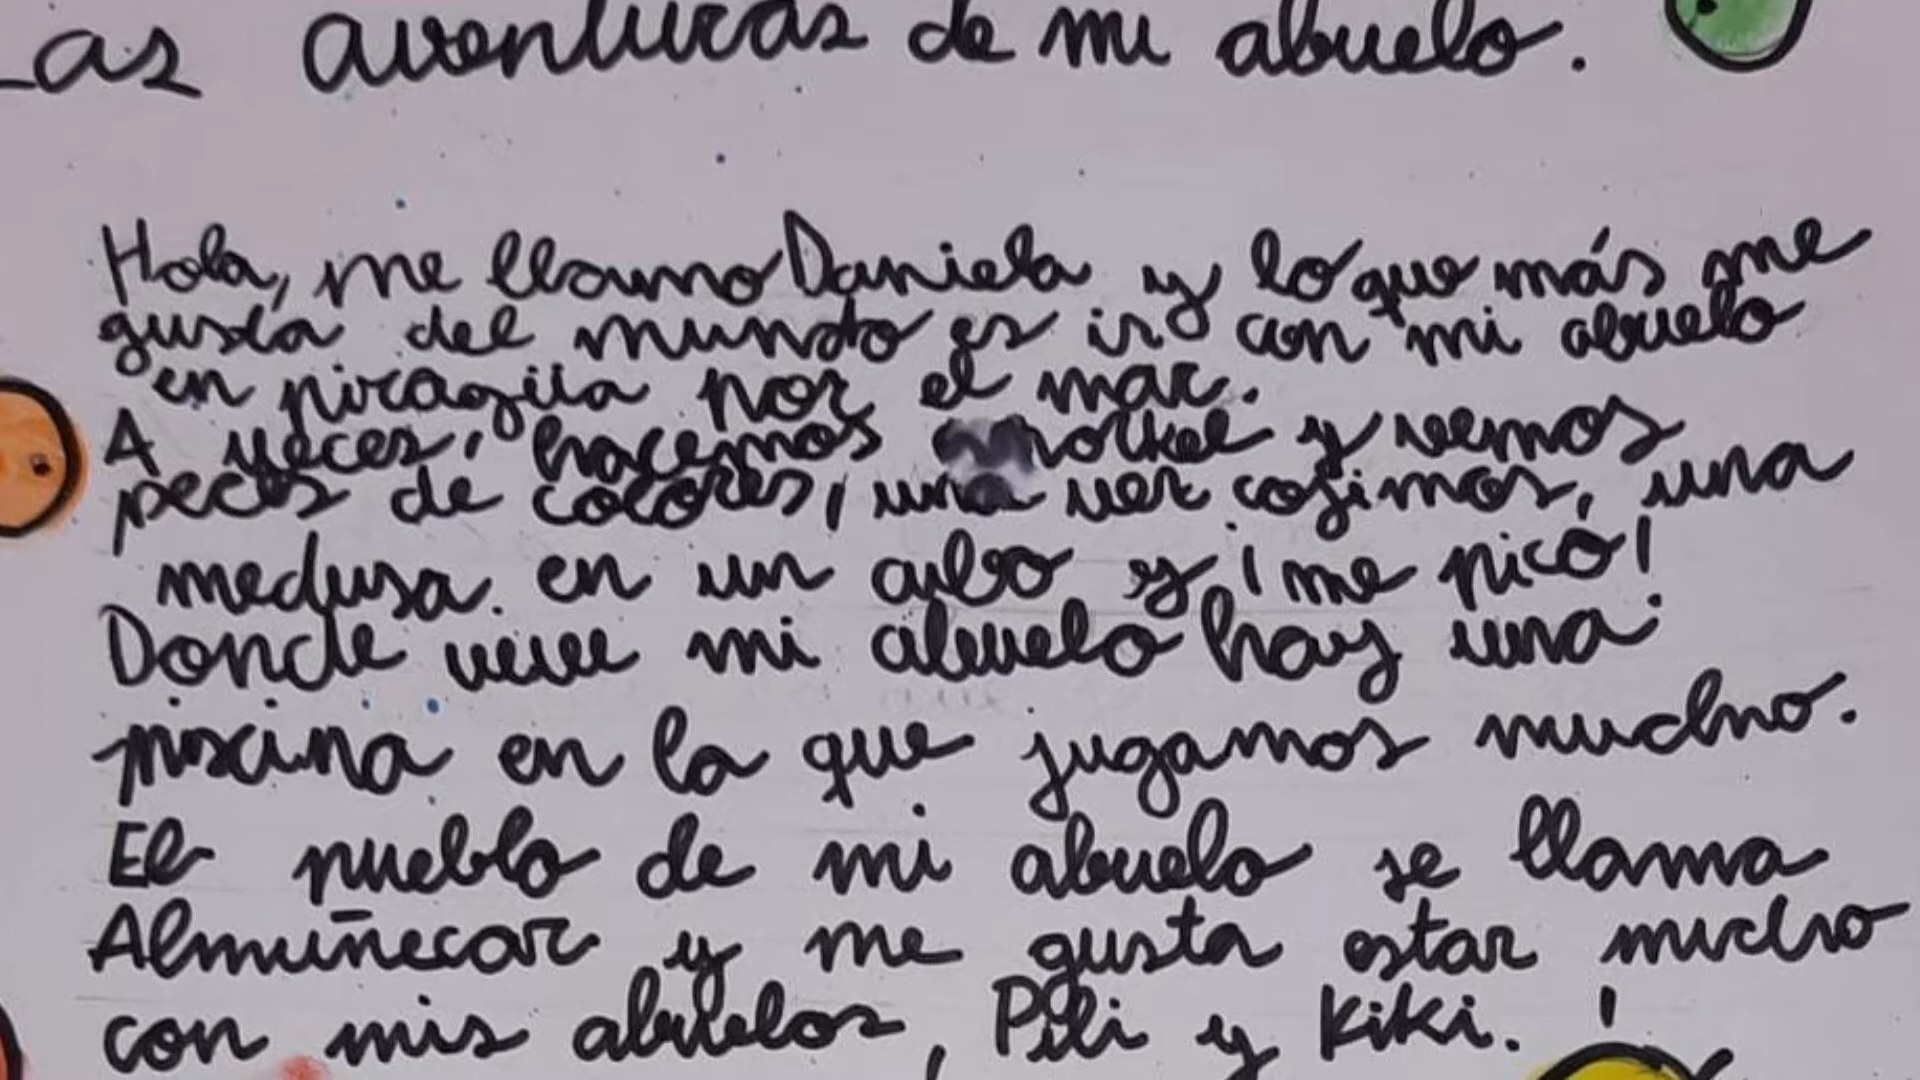 Las aventuras de mi abuelo.
Hola, me llamo Daniela y lo que más me
gusta del mundo es ir con mi abuelo
en piragüa por el mar.
A veces, hacemos y vemos
peces de colores, una vez cojimos, una
medusa. en un cubo y ¡me picó!
Donde vive mi abuelo hay una
piscina en la que jugamos mucho.
El pueblo de mi abuelo se llama
Almuñecar y me gusta estar mucho
con mis abuelos, Pili y Kiki.